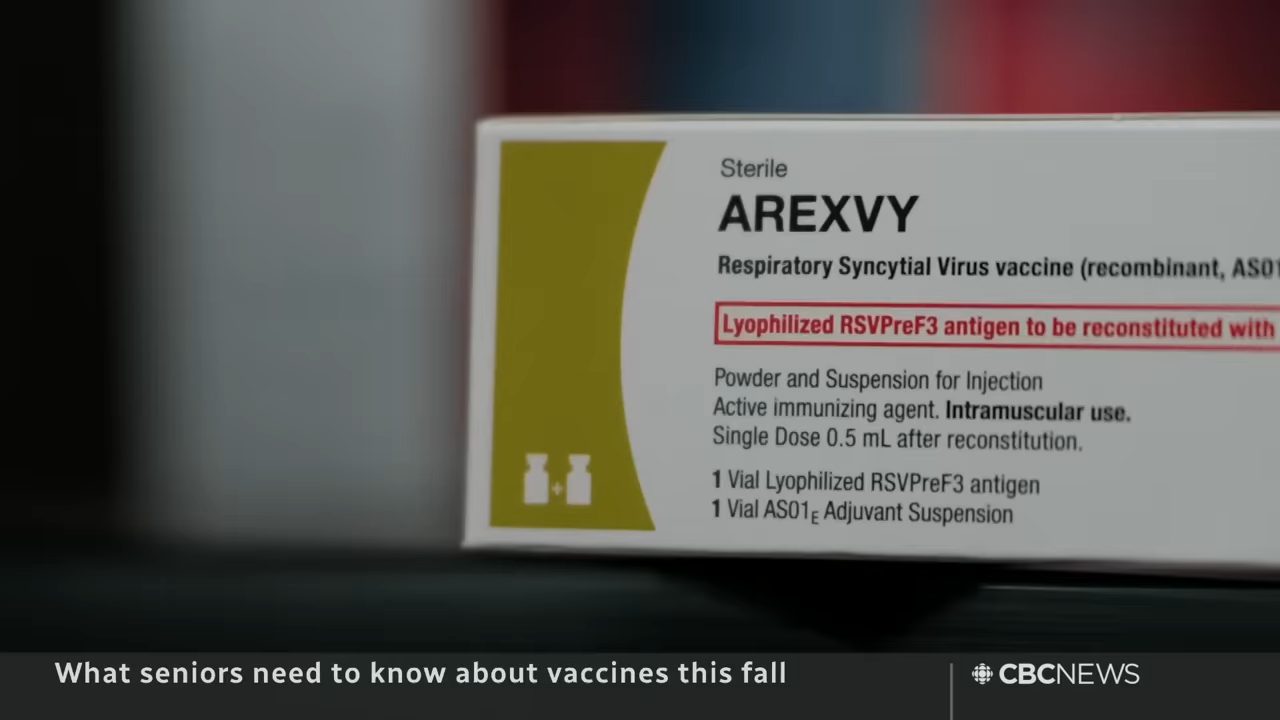 Sterile
AREXVY
Respiratory Syncytial Virus vaccine (recombinant, AS01
Lyophilized RSVPreF3 antigen to be reconstituted with
Powder and Suspension for Injection
Active immunizing agent. Intramuscular use.
Single Dose 0.5 mL after reconstitution.
1 Vial Lyophilized RSVPreF3 antigen
1 Vial AS01E Adjuvant Suspension
What seniors need to know about vaccines this fall
CBCNEWS